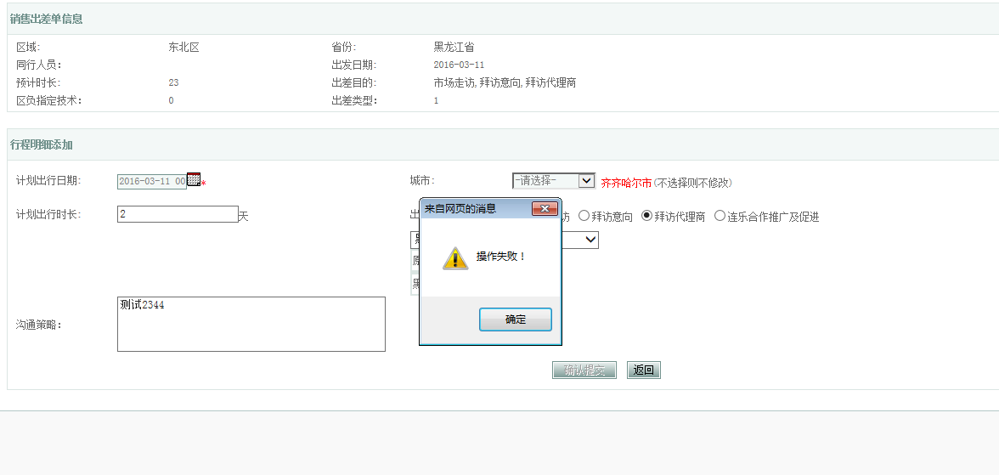 销售出差单信息
区域: 东北区 省份: 黑龙江省
同行人员: 出发日期: 2016-03-11
预计时长: 23 出差目的: 市场走访,拜访意向,拜访代理商
区负指定技术: 0 出差类型: 1
行程明细添加
计划出行日期: 2016-03-11 00 * 城市: -请选择- 齐齐哈尔市(不选择则不修改)
计划出行时长: 2 天 出 访 拜访意向 拜访代理商 连乐合作推广及促进
来自网页的消息
操作失败！
确定
原
黑
沟通策略: 测试2344
确认提交 返回